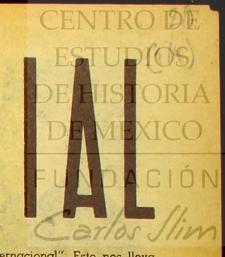 CENTRO DE
ESTUDIOS
DE HISTORIA
DE MEXICO
FUNDACIÓN
Carlos Slim
IAL
ernacional": Esto nos lleva